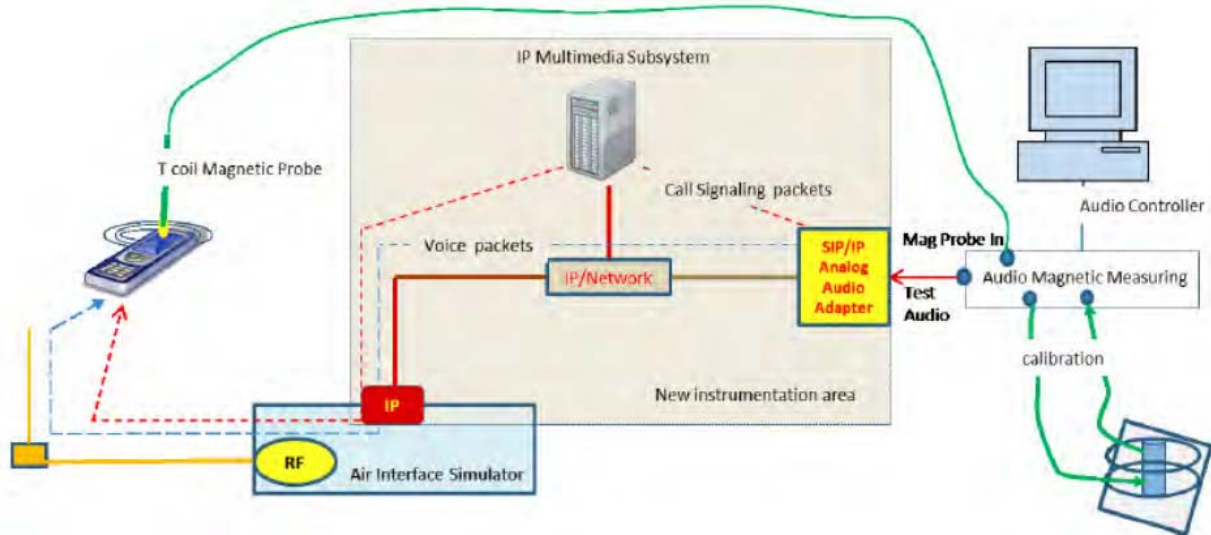 IP Multimedia Subsystem
T coil Magnetic Probe
Call Signaling packets
Audio Controller
Voice packets
SIP/IP
Analog
Audio
Adapter
Mag Probe In
IP/Network
Audio Magnetic Measuring
Test
Audio
calibration
IP
New instrumentation area
RF
Air Interface Simulator